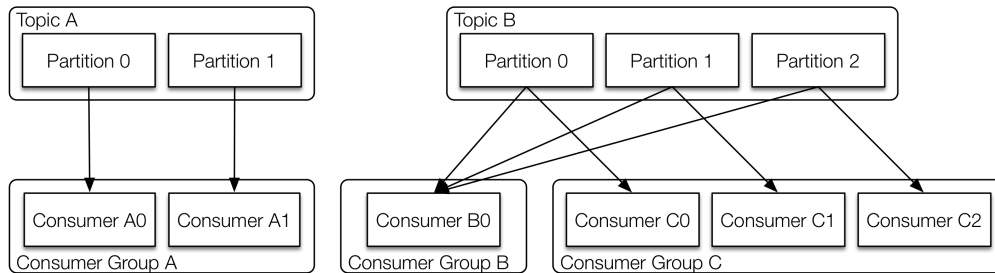 Topic A
Partition 0
Partition 1
Topic B
Partition 0
Partition 1
Partition 2
Consumer A0
Consumer A1
Consumer Group A
Consumer B0
Consumer Group B
Consumer C0
Consumer C1
Consumer C2
Consumer Group C